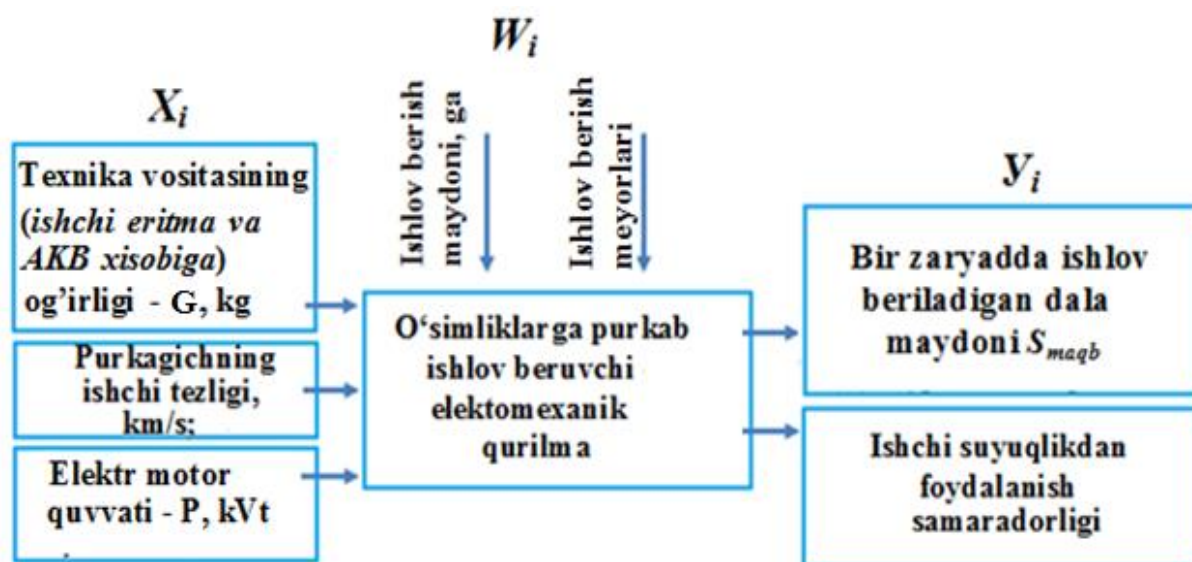 Wi
Ishlov berish
maydoni, ga
Ishlov berish
meyorlari
Xi
Texnika vositasining
(ishchi eritma va
AKB xisobiga)
og’irligi - G, kg
Purkagichning
ishchi tezligi,
km/s;
Elektr motor
quvvati - P, kVt
O‘simliklarga purkab
ishlov beruvchi
elektomexanik
qurilma
Уi
Bir zaryadda ishlov
beriladigan dala
maydoni Smaqb
Ishchi suyuqlikdan
foydalanish
samaradorligi